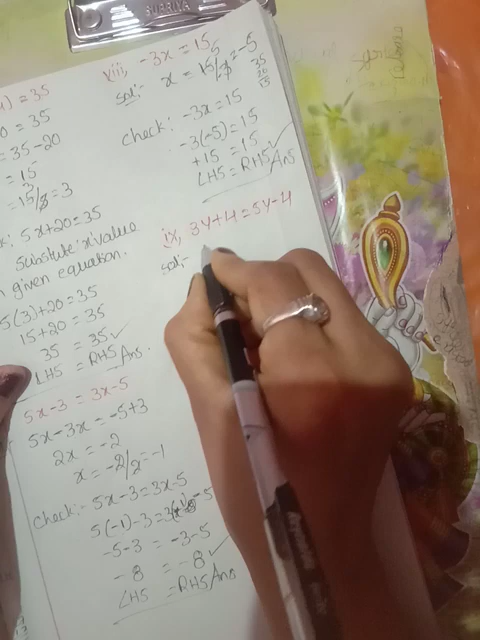 SUPRIYA
) = 35
0 = 35
= 35-20
= 15
= 15/3 = 3
: 5x+20=35
Substitute: x value
n given equation.
5(3)+20=35
15+20 = 35
35 = 35 ✓
LHS = RHS Ans.
5x-3 = 3x-5
5x-3x = -5+3
2x = -2
x = -2/2 = -1
check:- 5x-3=3x-5
5(-1)-3=3(-1)-5
-5-3 = -3-5
-8 = -8 ✓
LHS = RHS Ans
viii, -3x = 15
sol:- x = 15/-3 = -5
check: -3x = 15
-3(-5) = 15
+15 = 15 ✓
LHS = RHS Ans
ix, 3y+4=5y-4
sol:-